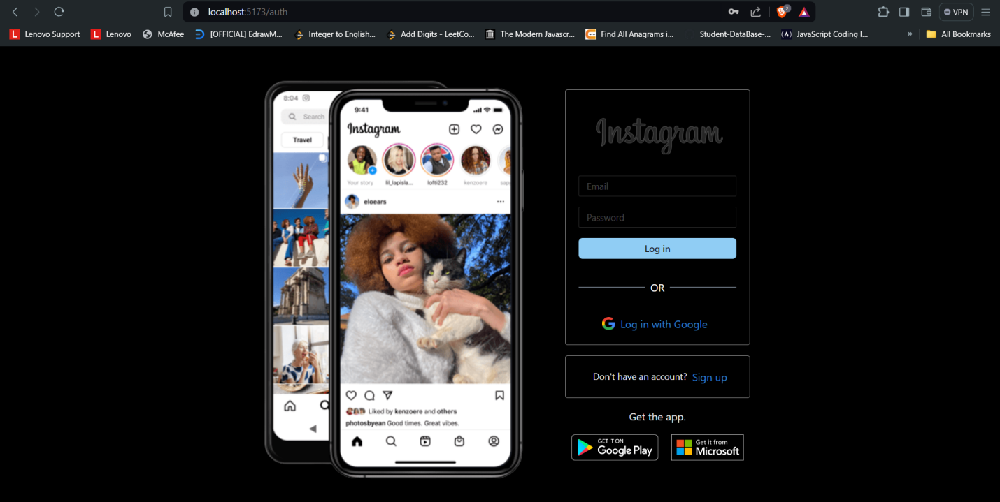 localhost:5173/auth
2
VPN
L Lenovo Support
L Lenovo
McAfee
[OFFICIAL] EdrawM...
Integer to English...
Add Digits - LeetCo...
The Modern Javascr...
Find All Anagrams i...
Student-DataBase-...
JavaScript Coding I...
»
All Bookmarks
8:04
Search
Travel
9:41
Instagram
Your story
lil_lapisla...
lofti232
kenzoere
sap
eloears
Liked by kenzoere and others
photosbyean Good times. Great vibes.
Instagram
Email
Password
Log in
OR
Log in with Google
Don't have an account? Sign up
Get the app.
GET IT ON
Google Play
Get it from
Microsoft